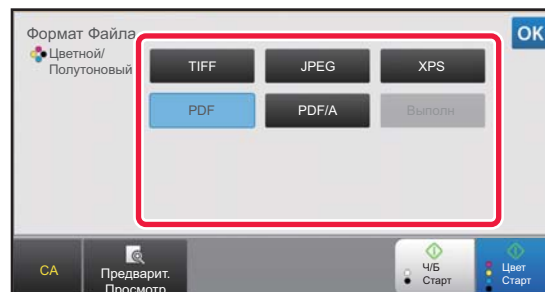 Формат Файла
OK
Цветной/
Полутоновый
TIFF
JPEG
XPS
PDF
PDF/A
Выполн
CA
Предварит.
Просмотр
Ч/Б
Старт
Цвет
Старт